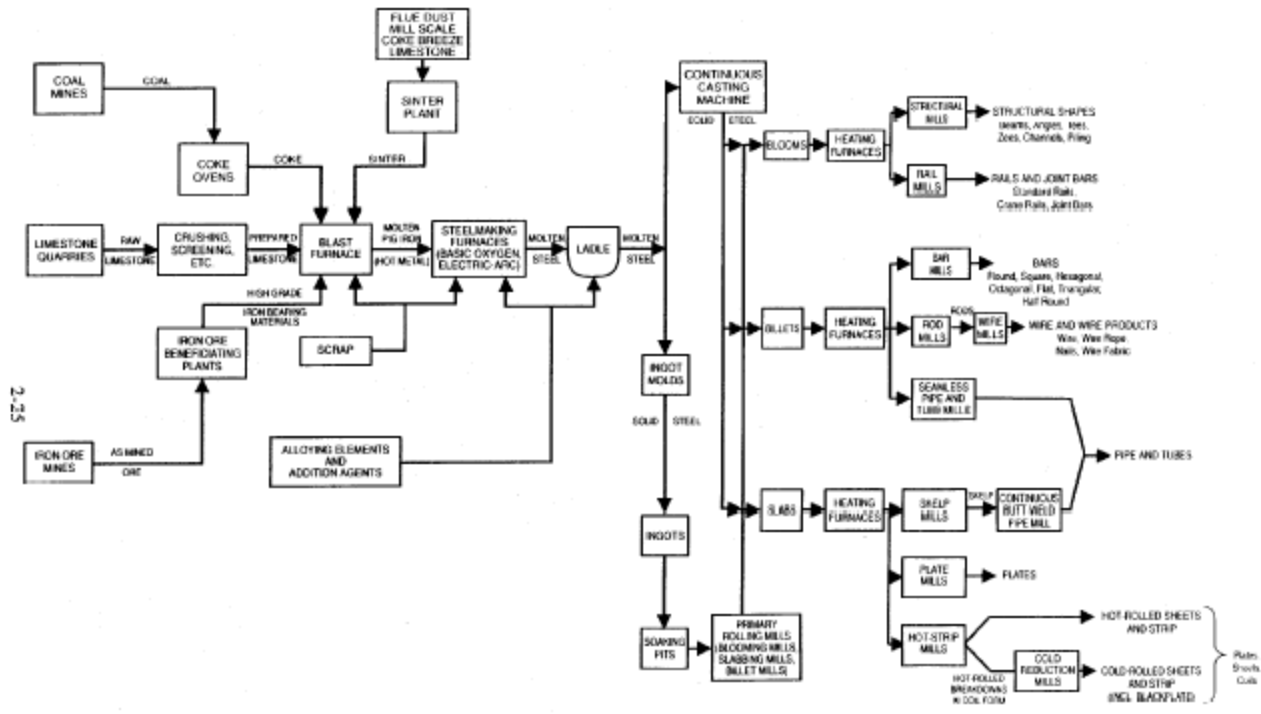 FLUE DUST
MILL SCALE
COKE BREEZE
LIMESTONE
COAL
MINES
COAL
SINTER
PLANT
CONTINUOUS
CASTING
MACHINE
SOLID STEEL
COKE
OVENS
COKE
SINTER
BLOOMS
HEATING
FURNACES
STRUCTURAL
MILLS
STRUCTURAL SHAPES
Beams, Angles, Tees,
Zees, Channels, Piling
RAIL
MILLS
RAILS AND JOINT BARS
Standard Rails,
Crane Rails, Joint Bars
LIMESTONE
QUARRIES
RAW
LIMESTONE
CRUSHING,
SCREENING,
ETC.
PREPARED
LIMESTONE
BLAST
FURNACE
MOLTEN
PIG IRON
(HOT METAL)
STEELMAKING
FURNACES
(BASIC OXYGEN,
ELECTRIC-ARC)
MOLTEN
STEEL
LADLE
MOLTEN
STEEL
BAR
MILLS
BARS
Round, Square, Hexagonal,
Octagonal, Flat, Triangular,
Half Round
HIGH GRADE
IRON BEARING
MATERIALS
IRON ORE
BENEFICIATING
PLANTS
SCRAP
BILLETS
HEATING
FURNACES
ROD
MILLS
RODS
WIRE
MILLS
WIRE AND WIRE PRODUCTS
Wire, Wire Rope,
Nails, Wire Fabric
INGOT
MOLDS
SEAMLESS
PIPE AND
TUBE MILLS
SOLID STEEL
2-25
IRON ORE
MINES
AS MINED
ORE
ALLOYING ELEMENTS
AND
ADDITION AGENTS
PIPE AND TUBES
SLABS
HEATING
FURNACES
SKELP
MILLS
SKELP
CONTINUOUS
BUTT WELD
PIPE MILL
INGOTS
PLATE
MILLS
PLATES
SOAKING
PITS
PRIMARY
ROLLING MILLS
(BLOOMING MILLS,
SLABBING MILLS,
BILLET MILLS)
HOT-STRIP
MILLS
HOT-ROLLED SHEETS
AND STRIP
HOT-ROLLED
BREAKDOWNS
IN COIL FORM
COLD
REDUCTION
MILLS
COLD-ROLLED SHEETS
AND STRIP
(INCL. BLACKPLATE)
Plates
Sheets
Coils